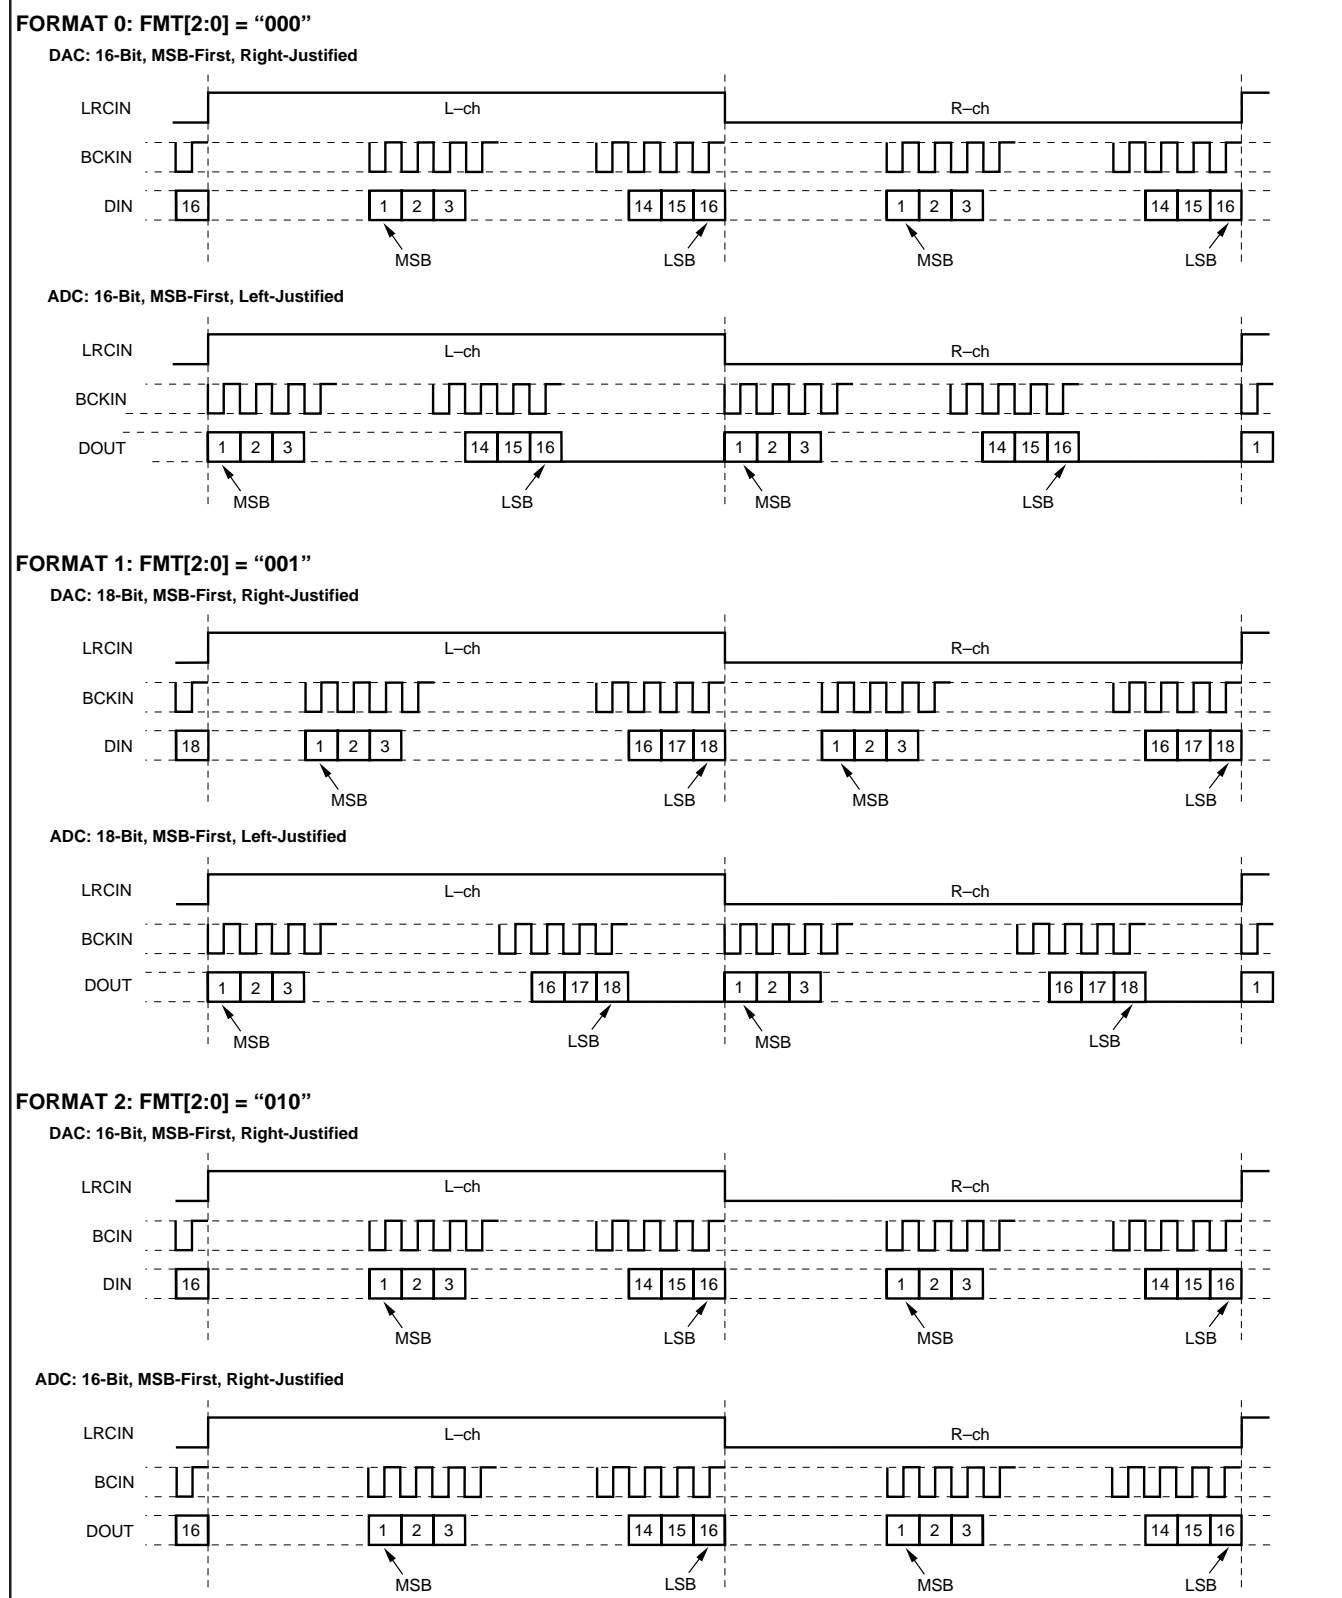 FORMAT 0: FMT[2:0] = “000”
DAC: 16-Bit, MSB-First, Right-Justified
LRCIN L–ch R–ch
BCKIN
DIN 16 1 2 3 14 15 16 1 2 3 14 15 16
MSB LSB MSB LSB
ADC: 16-Bit, MSB-First, Left-Justified
LRCIN L–ch R–ch
BCKIN
DOUT 1 2 3 14 15 16 1 2 3 14 15 16 1
MSB LSB MSB LSB
FORMAT 1: FMT[2:0] = “001”
DAC: 18-Bit, MSB-First, Right-Justified
LRCIN L–ch R–ch
BCKIN
DIN 18 1 2 3 16 17 18 1 2 3 16 17 18
MSB LSB MSB LSB
ADC: 18-Bit, MSB-First, Left-Justified
LRCIN L–ch R–ch
BCKIN
DOUT 1 2 3 16 17 18 1 2 3 16 17 18 1
MSB LSB MSB LSB
FORMAT 2: FMT[2:0] = “010”
DAC: 16-Bit, MSB-First, Right-Justified
LRCIN L–ch R–ch
BCIN
DIN 16 1 2 3 14 15 16 1 2 3 14 15 16
MSB LSB MSB LSB
ADC: 16-Bit, MSB-First, Right-Justified
LRCIN L–ch R–ch
BCIN
DOUT 16 1 2 3 14 15 16 1 2 3 14 15 16
MSB LSB MSB LSB